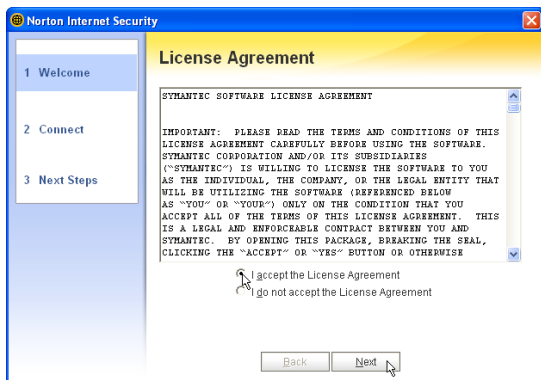 Norton Internet Security
License Agreement
1 Welcome
2 Connect
3 Next Steps
SYMANTEC SOFTWARE LICENSE AGREEMENT
IMPORTANT: PLEASE READ THE TERMS AND CONDITIONS OF THIS
LICENSE AGREEMENT CAREFULLY BEFORE USING THE SOFTWARE.
SYMANTEC CORPORATION AND/OR ITS SUBSIDIARIES
("SYMANTEC") IS WILLING TO LICENSE THE SOFTWARE TO YOU
AS THE INDIVIDUAL, THE COMPANY, OR THE LEGAL ENTITY THAT
WILL BE UTILIZING THE SOFTWARE (REFERENCED BELOW
AS "YOU" OR "YOUR") ONLY ON THE CONDITION THAT YOU
ACCEPT ALL OF THE TERMS OF THIS LICENSE AGREEMENT. THIS
IS A LEGAL AND ENFORCEABLE CONTRACT BETWEEN YOU AND
SYMANTEC. BY OPENING THIS PACKAGE, BREAKING THE SEAL,
CLICKING THE "ACCEPT" OR "YES" BUTTON OR OTHERWISE
I accept the License Agreement
I do not accept the License Agreement
Back
Next